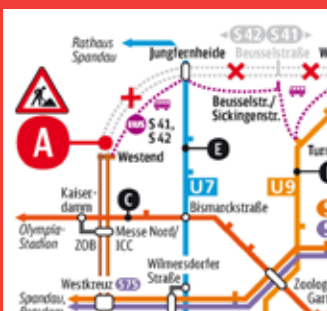 S42 S41
Rathaus
Spandau
Jungfernheide
Beusselstraße
A
BUS S41,
S42
Beusselstr./
Sickingenstr.
E
Westend
U7
U9
Kaiser-
damm
C
Bismarckstraße
Olympia-
Stadion
ZOB
Messe Nord/
ICC
Wilmersdorfer
Straße
Westkreuz S75
Spandau,